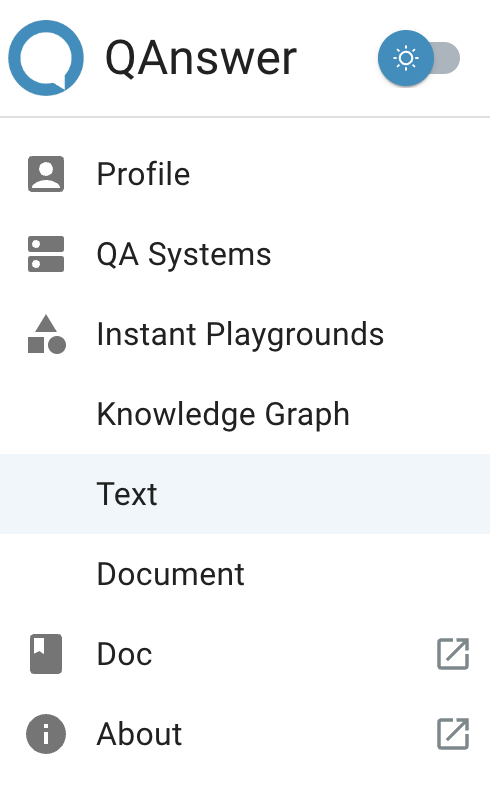 QAnswer
Profile
QA Systems
Instant Playgrounds
Knowledge Graph
Text
Document
Doc
About